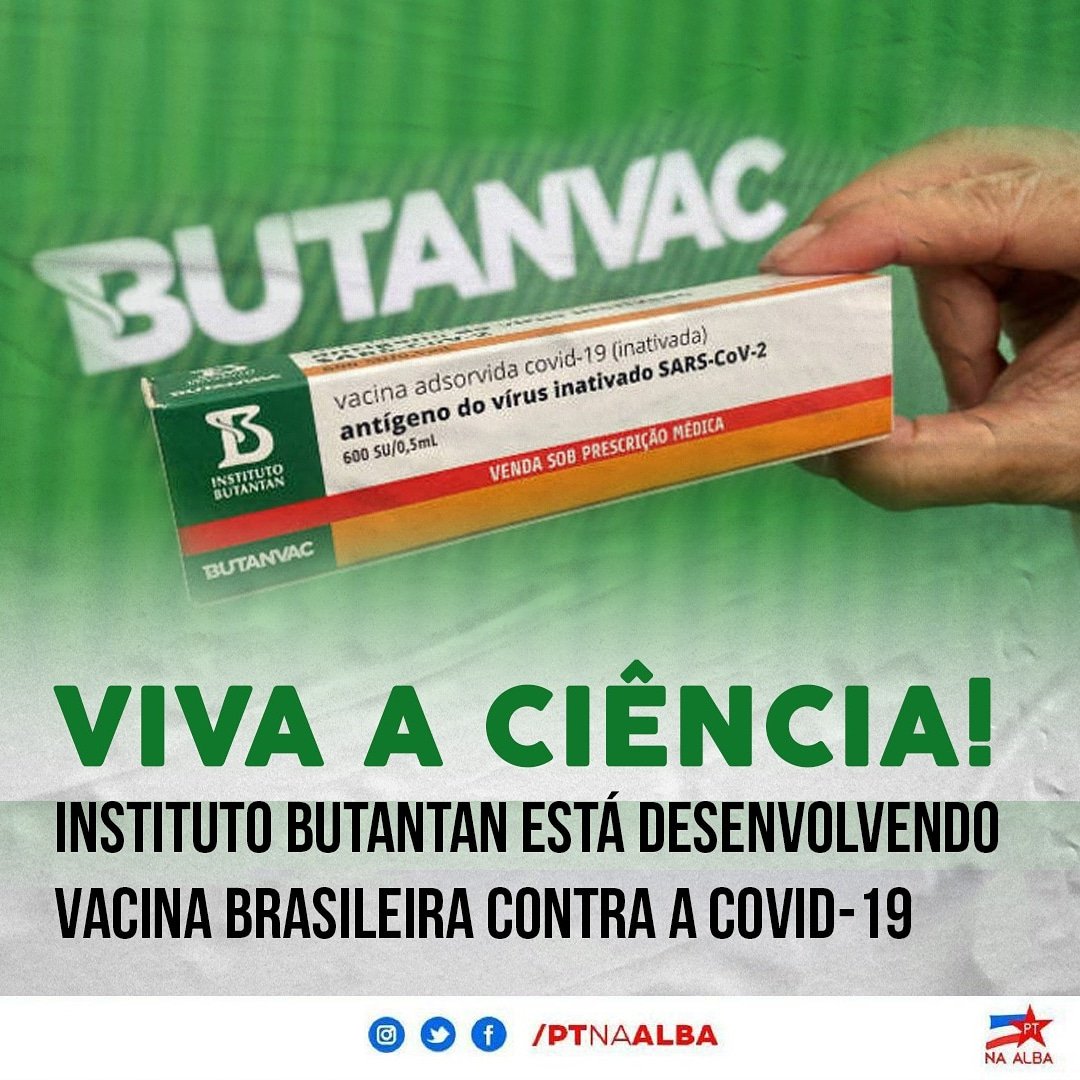 BUTANVAC
vacina adsorvida covid-19 (inativada)
antígeno do vírus inativado SARS-CoV-2
600 SU/0,5mL
VENDA SOB PRESCRIÇÃO MÉDICA
B
INSTITUTO
BUTANTAN
BUTANVAC
VIVA A CIÊNCIA!
INSTITUTO BUTANTAN ESTÁ DESENVOLVENDO
VACINA BRASILEIRA CONTRA A COVID-19
/PTNAALBA
PT
NA ALBA